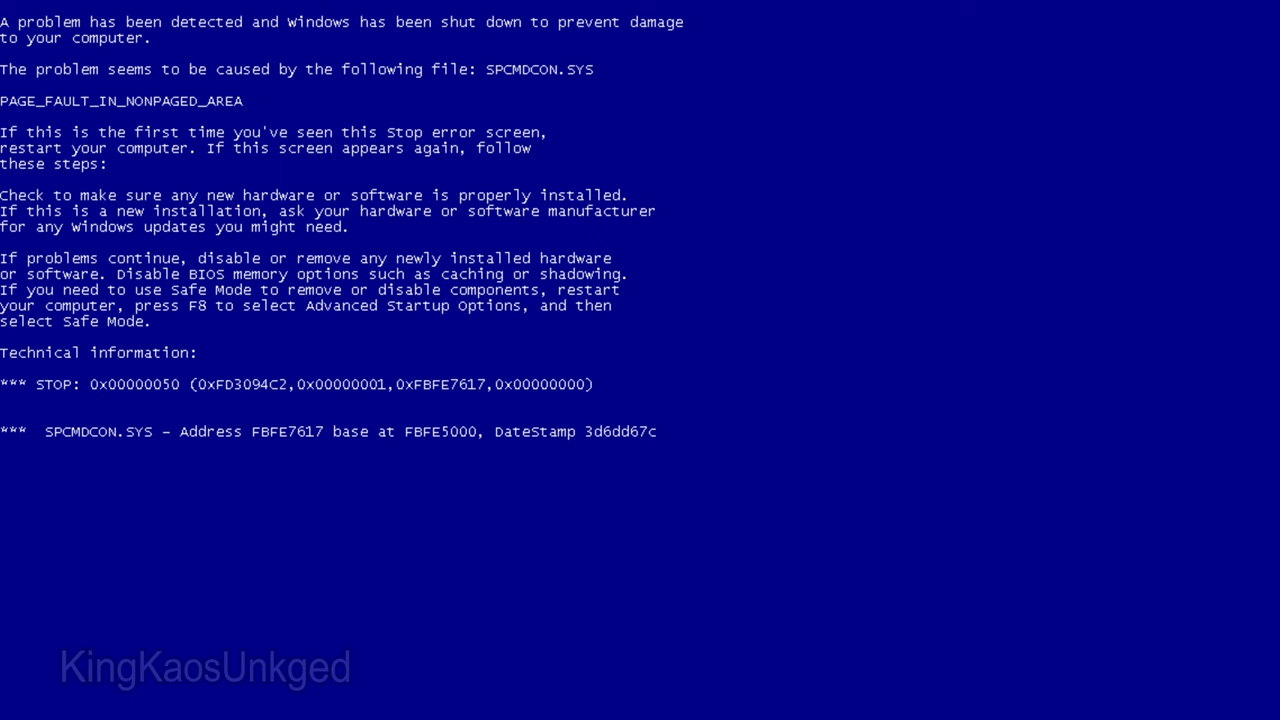 A problem has been detected and Windows has been shut down to prevent damage
to your computer.
The problem seems to be caused by the following file: SPCMDCON.SYS
PAGE_FAULT_IN_NONPAGED_AREA
If this is the first time you've seen this Stop error screen,
restart your computer. If this screen appears again, follow
these steps:
Check to make sure any new hardware or software is properly installed.
If this is a new installation, ask your hardware or software manufacturer
for any Windows updates you might need.
If problems continue, disable or remove any newly installed hardware
or software. Disable BIOS memory options such as caching or shadowing.
If you need to use Safe Mode to remove or disable components, restart
your computer, press F8 to select Advanced Startup Options, and then
select Safe Mode.
Technical information:
*** STOP: 0x00000050 (0xFD3094C2,0x00000001,0xFBFE7617,0x00000000)
***  SPCMDCON.SYS - Address FBFE7617 base at FBFE5000, DateStamp 3d6dd67c
KingKaosUnkged